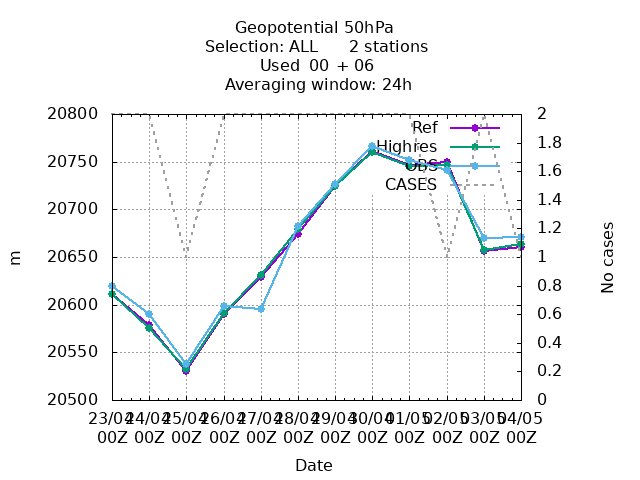 Geopotential 50hPa
Selection: ALL 2 stations
Used 00 + 06
Averaging window: 24h
20800
20750
20700
20650
20600
20550
20500
m
2
1.8
1.6
1.4
1.2
1
0.8
0.6
0.4
0.2
0
No cases
Ref
Highres
OBS
CASES
23/04 24/04 25/04 26/04 27/04 28/04 29/04 30/04 01/05 02/05 03/05 04/05
00Z 00Z 00Z 00Z 00Z 00Z 00Z 00Z 00Z 00Z 00Z 00Z
Date